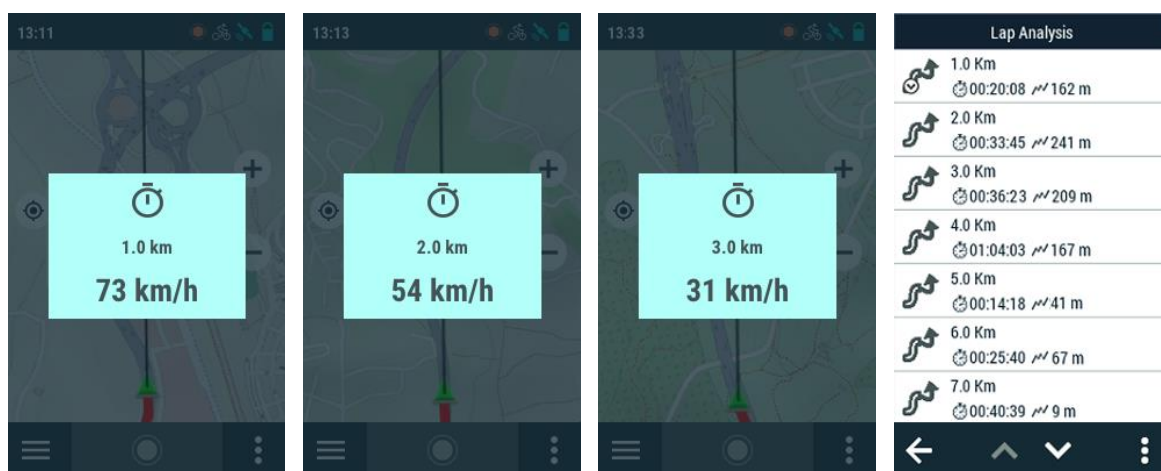 13:11
1.0 km
73 km/h
13:13
2.0 km
54 km/h
13:33
3.0 km
31 km/h
Lap Analysis
1.0 Km
00:20:08 162 m
2.0 Km
00:33:45 241 m
3.0 Km
00:36:23 209 m
4.0 Km
01:04:03 167 m
5.0 Km
00:14:18 41 m
6.0 Km
00:25:40 67 m
7.0 Km
00:40:39 9 m